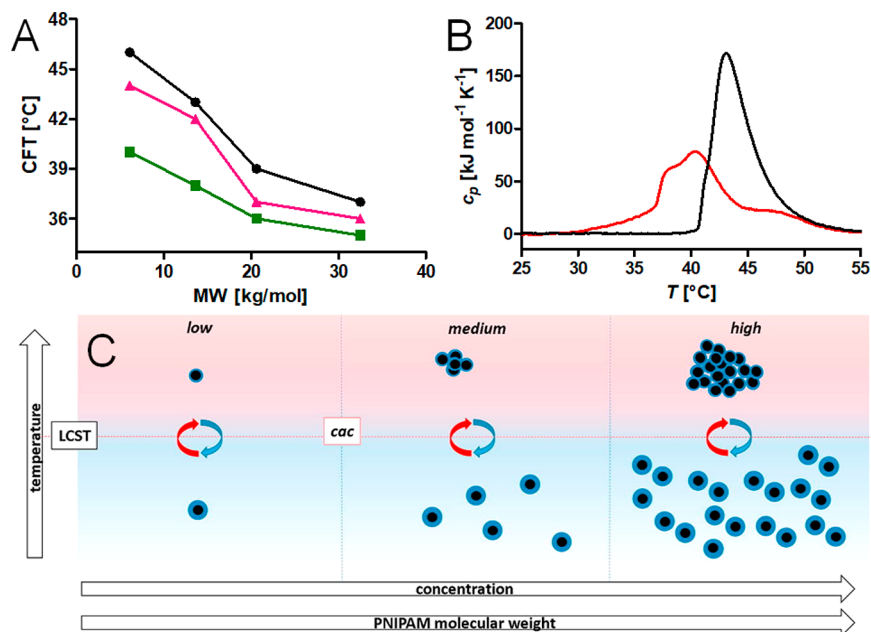 A
CFT [°C]
48
45
42
39
36
0
10
20
30
40
MW [kg/mol]
B
cp [kJ mol-1 K-1]
200
150
100
50
0
25
30
35
40
45
50
55
T [°C]
C
low
medium
high
temperature
LCST
cac
concentration
PNIPAM molecular weight